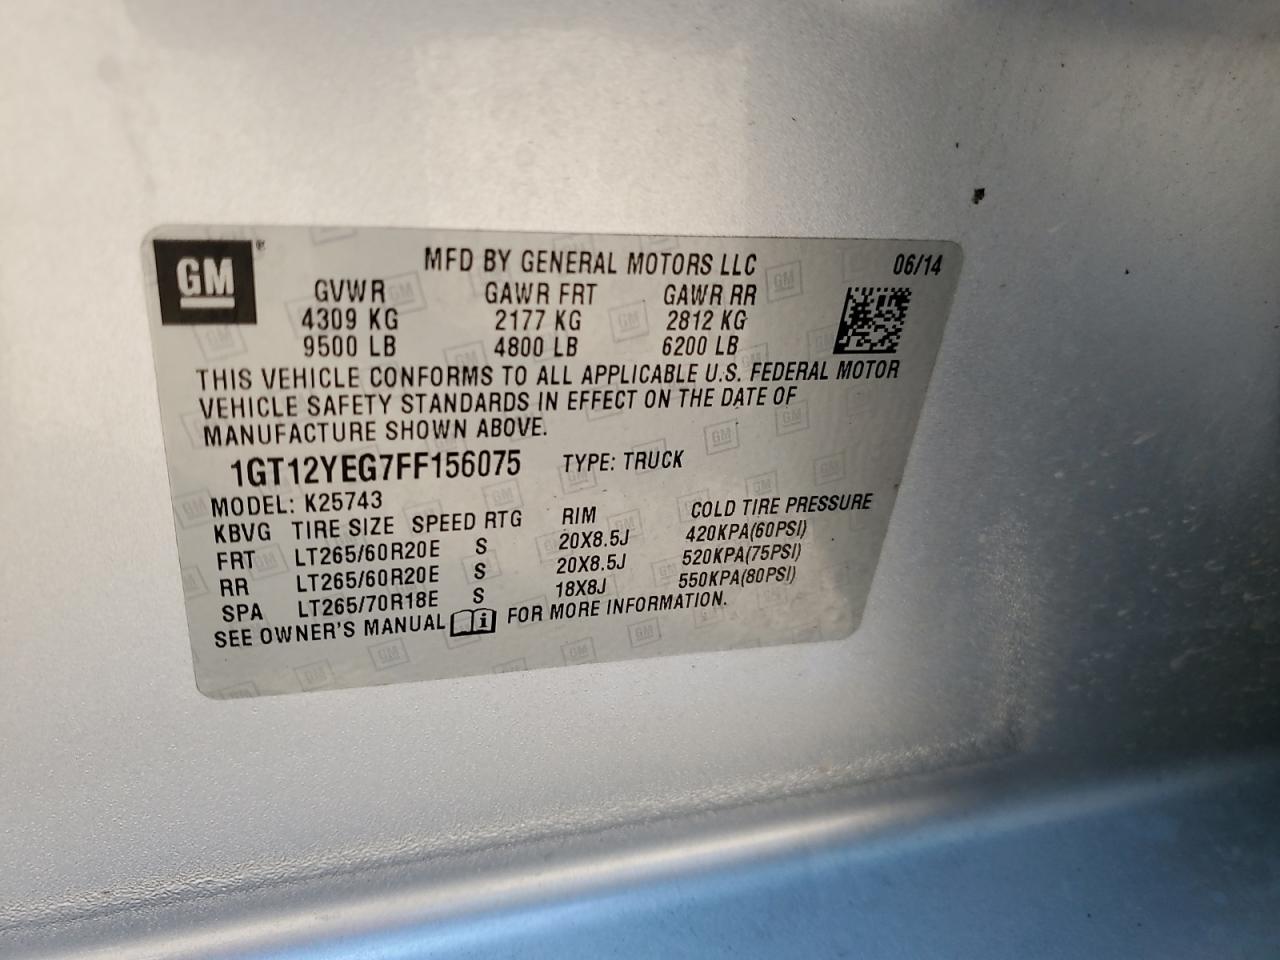 GM®
MFD BY GENERAL MOTORS LLC 06/14
GVWR GAWR FRT GAWR RR
4309 KG 2177 KG 2812 KG
9500 LB 4800 LB 6200 LB
THIS VEHICLE CONFORMS TO ALL APPLICABLE U.S. FEDERAL MOTOR
VEHICLE SAFETY STANDARDS IN EFFECT ON THE DATE OF
MANUFACTURE SHOWN ABOVE.
1GT12YEG7FF156075 TYPE: TRUCK
MODEL: K25743
KBVG TIRE SIZE SPEED RTG RIM COLD TIRE PRESSURE
FRT LT265/60R20E S 20X8.5J 420KPA(60PSI)
RR LT265/60R20E S 20X8.5J 520KPA(75PSI)
SPA LT265/70R18E S 18X8J 550KPA(80PSI)
SEE OWNER'S MANUAL i FOR MORE INFORMATION.